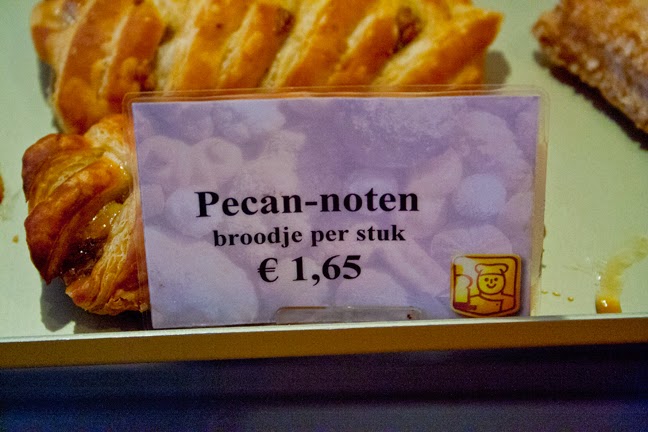 Pecan-noten
broodje per stuk
€ 1,65